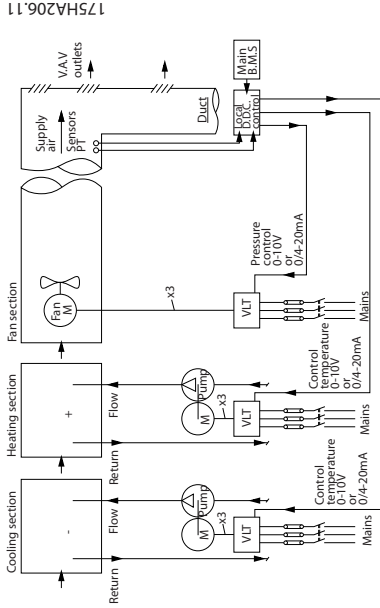 175HA206.11
Cooling section
Heating section
Fan section
Supply
air
V.A.V
outlets
Sensors
PT
Duct
-
+
Fan
M
Return
Flow
Return
Flow
Pump
M
x3
Pump
M
x3
x3
VLT
VLT
VLT
Local
D.D.C.
control
Main
B.M.S
Control
temperature
0-10V
or
0/4-20mA
Control
temperature
0-10V
or
0/4-20mA
Pressure
control
0-10V
or
0/4-20mA
Mains
Mains
Mains